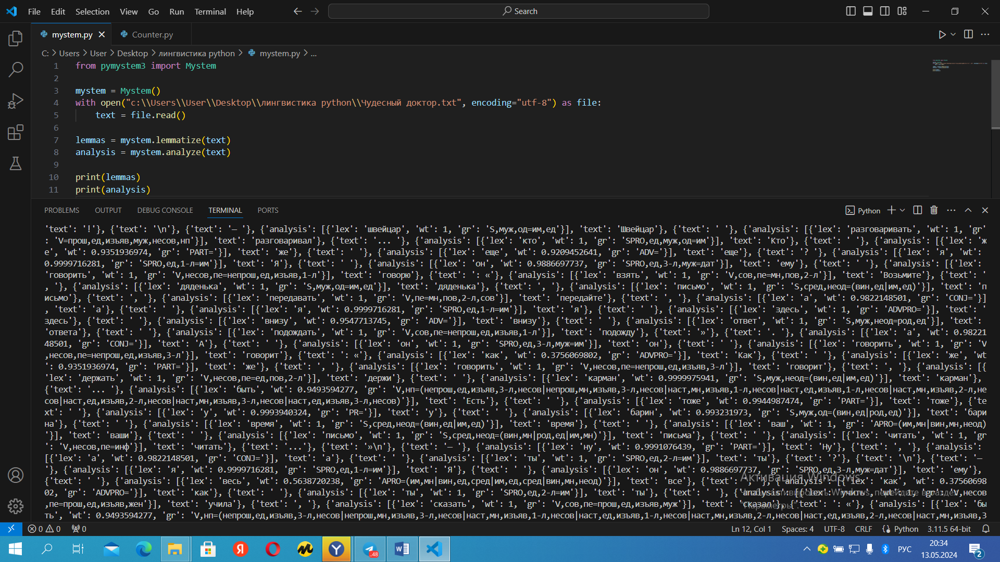 File Edit Selection View Go Run Terminal Help
Search
mystem.py
Counter.py
C: > Users > User > Desktop > лингвистика python > mystem.py > ...
1 from pymystem3 import Mystem
2
3 mystem = Mystem()
4 with open("c:\\Users\\User\\Desktop\\лингвистика python\\Чудесный доктор.txt", encoding="utf-8") as file:
5 text = file.read()
6
7 lemmas = mystem.lemmatize(text)
8 analysis = mystem.analyze(text)
9
10 print(lemmas)
11 print(analysis)
PROBLEMS OUTPUT DEBUG CONSOLE TERMINAL PORTS
Python
'text': '!'}, {'text': '\n'}, {'text': '— '}, {'analysis': [{'lex': 'швейцар', 'wt': 1, 'gr': 'S,муж,од=им,ед'}], 'text': 'Швейцар'}, {'text': ' '}, {'analysis': [{'lex': 'разговаривать', 'wt': 1, 'gr'
: 'V=прош,ед,изъяв,муж,несов,нп'}], 'text': 'разговаривал'}, {'text': '... '}, {'analysis': [{'lex': 'кто', 'wt': 1, 'gr': 'SPRO,ед,муж,од=им'}], 'text': 'Кто'}, {'text': ' '}, {'analysis': [{'lex': 'ж
е', 'wt': 0.9351936974, 'gr': 'PART='}], 'text': 'же'}, {'text': ' '}, {'analysis': [{'lex': 'еще', 'wt': 0.9209452641, 'gr': 'ADV='}], 'text': 'еще'}, {'text': '? '}, {'analysis': [{'lex': 'я', 'wt':
0.9999716281, 'gr': 'SPRO,ед,1-л=им'}], 'text': 'Я'}, {'text': ' '}, {'analysis': [{'lex': 'он', 'wt': 0.9886697737, 'gr': 'SPRO,ед,3-л,муж=дат'}], 'text': 'ему'}, {'text': ' '}, {'analysis': [{'lex':
'говорить', 'wt': 1, 'gr': 'V,несов,пе=непрош,ед,изъяв,1-л'}], 'text': 'говорю'}, {'text': ': «'}, {'analysis': [{'lex': 'взять', 'wt': 1, 'gr': 'V,сов,пе=мн,пов,2-л'}], 'text': 'Возьмите'}, {'text': '
, '}, {'analysis': [{'lex': 'дяденька', 'wt': 1, 'gr': 'S,муж,од=им,ед'}], 'text': 'дяденька'}, {'text': ', '}, {'analysis': [{'lex': 'письмо', 'wt': 1, 'gr': 'S,сред,неод=(вин,ед|им,ед)'}], 'text': 'п
исьмо'}, {'text': ', '}, {'analysis': [{'lex': 'передавать', 'wt': 1, 'gr': 'V,пе=мн,пов,2-л,сов'}], 'text': 'передайте'}, {'text': ', '}, {'analysis': [{'lex': 'а', 'wt': 0.9822148501, 'gr': 'CONJ='}]
, 'text': 'а'}, {'text': ' '}, {'analysis': [{'lex': 'я', 'wt': 0.9999716281, 'gr': 'SPRO,ед,1-л=им'}], 'text': 'я'}, {'text': ' '}, {'analysis': [{'lex': 'здесь', 'wt': 1, 'gr': 'ADVPRO='}], 'text': '
здесь'}, {'text': ' '}, {'analysis': [{'lex': 'внизу', 'wt': 0.9547713745, 'gr': 'ADV='}], 'text': 'внизу'}, {'text': ' '}, {'analysis': [{'lex': 'ответ', 'wt': 1, 'gr': 'S,муж,неод=род,ед'}], 'text':
'ответа'}, {'text': ' '}, {'analysis': [{'lex': 'подождать', 'wt': 1, 'gr': 'V,сов,пе=непрош,ед,изъяв,1-л'}], 'text': 'подожду'}, {'text': '»'}, {'text': '. '}, {'analysis': [{'lex': 'а', 'wt': 0.9822
148501, 'gr': 'CONJ='}], 'text': 'А'}, {'text': ' '}, {'analysis': [{'lex': 'он', 'wt': 1, 'gr': 'SPRO,ед,3-л,муж=им'}], 'text': 'он'}, {'text': ' '}, {'analysis': [{'lex': 'говорить', 'wt': 1, 'gr': 'V
,несов,пе=непрош,ед,изъяв,3-л'}], 'text': 'говорит'}, {'text': ': «'}, {'analysis': [{'lex': 'как', 'wt': 0.3756069802, 'gr': 'ADVPRO='}], 'text': 'Как'}, {'text': ' '}, {'analysis': [{'lex': 'же', 'wt'
: 0.9351936974, 'gr': 'PART='}], 'text': 'же'}, {'text': ', '}, {'analysis': [{'lex': 'говорить', 'wt': 1, 'gr': 'V,несов,пе=непрош,ед,изъяв,3-л'}], 'text': 'говорит'}, {'text': ', '}, {'analysis': [{
'lex': 'держать', 'wt': 1, 'gr': 'V,несов,пе=ед,пов,2-л'}], 'text': 'держи'}, {'text': ' '}, {'analysis': [{'lex': 'карман', 'wt': 0.9999975941, 'gr': 'S,муж,неод=(вин,ед|им,ед)'}], 'text': 'карман'},
{'text': '... '}, {'analysis': [{'lex': 'быть', 'wt': 0.9493594277, 'gr': 'V,нп=(непрош,ед,изъяв,3-л,несов|непрош,мн,изъяв,3-л,несов|наст,мн,изъяв,1-л,несов|наст,ед,изъяв,1-л,несов|наст,мн,изъяв,2-л,не
сов|наст,ед,изъяв,2-л,несов|наст,мн,изъяв,3-л,несов|наст,ед,изъяв,3-л,несов)'}], 'text': 'Есть'}, {'text': ' '}, {'analysis': [{'lex': 'тоже', 'wt': 0.9944987474, 'gr': 'PART='}], 'text': 'тоже'}, {'te
xt': ' '}, {'analysis': [{'lex': 'у', 'wt': 0.9993940324, 'gr': 'PR='}], 'text': 'у'}, {'text': ' '}, {'analysis': [{'lex': 'барин', 'wt': 0.993231973, 'gr': 'S,муж,од=(вин,ед|род,ед)'}], 'text': 'бари
на'}, {'text': ' '}, {'analysis': [{'lex': 'время', 'wt': 1, 'gr': 'S,сред,неод=(вин,ед|им,ед)'}], 'text': 'время'}, {'text': ' '}, {'analysis': [{'lex': 'ваш', 'wt': 1, 'gr': 'APRO=(им,мн|вин,мн,неод)
'}], 'text': 'ваши'}, {'text': ' '}, {'analysis': [{'lex': 'письмо', 'wt': 1, 'gr': 'S,сред,неод=(вин,мн|род,ед|им,мн)'}], 'text': 'письма'}, {'text': ' '}, {'analysis': [{'lex': 'читать', 'wt': 1, 'gr
': 'V,несов,пе=инф'}], 'text': 'читать'}, {'text': '...'}, {'text': '»\n'}, {'text': '— '}, {'analysis': [{'lex': 'ну', 'wt': 0.9991076439, 'gr': 'PART='}], 'text': 'Ну'}, {'text': ', '}, {'analysis':
[{'lex': 'а', 'wt': 0.9822148501, 'gr': 'CONJ='}], 'text': 'а'}, {'text': ' '}, {'analysis': [{'lex': 'ты', 'wt': 1, 'gr': 'SPRO,ед,2-л=им'}], 'text': 'ты'}, {'text': '?'}, {'text': '\n'}, {'text': '—
'}, {'analysis': [{'lex': 'я', 'wt': 0.9999716281, 'gr': 'SPRO,ед,1-л=им'}], 'text': 'Я'}, {'text': ' '}, {'analysis': [{'lex': 'он', 'wt': 0.9886697737, 'gr': 'SPRO,ед,3-л,муж=дат'}], 'text': 'ему'},
{'text': ' '}, {'analysis': [{'lex': 'весь', 'wt': 0.5638720238, 'gr': 'APRO=(им,мн|вин,ед,сред|им,ед,сред|вин,мн,неод)'}], 'text': 'все'}, {'text': ', '}, {'analysis': [{'lex': 'как', 'wt': 0.37560698
02, 'gr': 'ADVPRO='}], 'text': 'как'}, {'text': ' '}, {'analysis': [{'lex': 'ты', 'wt': 1, 'gr': 'SPRO,ед,2-л=им'}], 'text': 'ты'}, {'text': ' '}, {'analysis': [{'lex': 'учить', 'wt': 1, 'gr': 'V,несов
,пе=прош,ед,изъяв,жен'}], 'text': 'учила'}, {'text': ', '}, {'analysis': [{'lex': 'сказать', 'wt': 1, 'gr': 'V,сов,пе=прош,ед,изъяв,муж'}], 'text': 'сказал'}, {'text': ': «'}, {'analysis': [{'lex': 'бы
ть', 'wt': 0.9493594277, 'gr': 'V,нп=(непрош,ед,изъяв,3-л,несов|непрош,мн,изъяв,3-л,несов|наст,мн,изъяв,1-л,несов|наст,ед,изъяв,1-л,несов|наст,мн,изъяв,2-л,несов|наст,ед,изъяв,2-л,несов|наст,мн,изъяв,3
Активация Windows
Чтобы активировать Windows, перейдите в раздел
"Параметры".
0 0 0 Ln 12, Col 1 Spaces: 4 UTF-8 CRLF Python 3.11.5 64-bit
..48
РУС
20:34
13.05.2024
2